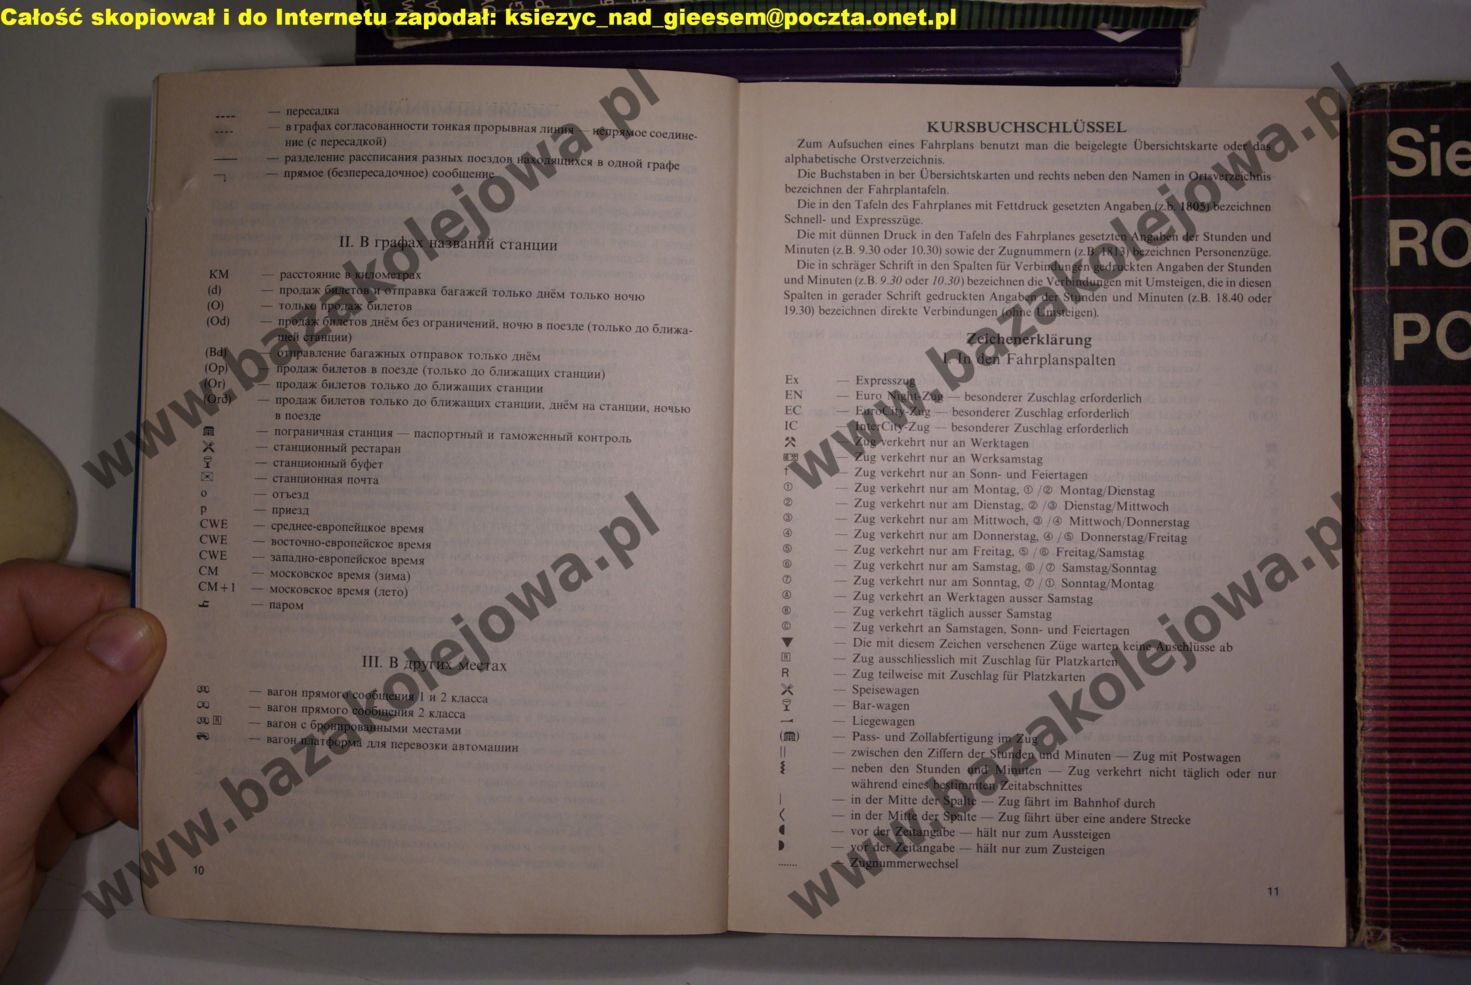 Całość skopiował i do Internetu zapodał: ksiezyc_nad_gieesem@poczta.onet.pl
---- — пересадка
---- — в графах согласованности тонкая прорывная линия — непрямое соедине-
ние (с пересадкой)
— разделение рассписания разных поездов находящихся в одной графе
— прямое (безпересадочное) сообщение
II. В графах названий станции
KM — расстояние в километрах
(d) — продаж билетов и отправка багажей только днём только ночю
(O) — только продаж билетов
(Od) — продаж билетов днём без ограничений, ночю в поезде (только до ближа-
щей станции)
(Bd) — отправление багажных отправок только днём
(Op) — продаж билетов в поезде (только до ближащих станции)
(Or) — продаж билетов только до ближащих станции
(Ord) — продаж билетов только до ближащих станции, днём на станции, ночью
в поезде
— пограничная станция — паспортный и таможенный контроль
— станционный рестаран
— станционный буфет
— станционная почта
o — отъезд
p — приезд
CWE — среднее-европейцкое время
CWE — восточно-европейское время
CWE — западно-европейское время
CM — московское время (зима)
CM+1 — московское время (лето)
— паром
III. В других местах
— вагон прямого сообщения 1 и 2 класса
— вагон прямого сообщения 2 класса
R — вагон с бронированными местами
— вагон платформа для перевозки автомашин
10
KURSBUCHSCHLÜSSEL
Zum Aufsuchen eines Fahrplans benutzt man die beigelegte Übersichtskarte oder das
alphabetische Orstverzeichnis.
Die Buchstaben in ber Übersichtskarten und rechts neben den Namen in Ortsverzeichnis
bezeichnen der Fahrplantafeln.
Die in den Tafeln des Fahrplanes mit Fettdruck gesetzten Angaben (z.b. 1805) bezeichnen
Schnell- und Expresszüge.
Die mit dünnen Druck in den Tafeln des Fahrplanes gesetzten Angaben der Stunden und
Minuten (z.B. 9.30 oder 10.30) sowie der Zugnummern (z.B. 1813) bezeichnen Personenzüge.
Die in schräger Schrift in den Spalten für Verbindungen gedruckten Angaben der Stunden
und Minuten (z.B. 9.30 oder 10.30) bezeichnen die Verbindungen mit Umsteigen, die in diesen
Spalten in gerader Schrift gedruckten Angaben der Stunden und Minuten (z.B. 18.40 oder
19.30) bezeichnen direkte Verbindungen (ohne Umsteigen).
Zeichenerklärung
I. In den Fahrplanspalten
Ex — Expresszug
EN — Euro Night-Zug — besonderer Zuschlag erforderlich
EC — EuroCity-Zug — besonderer Zuschlag erforderlich
IC — InterCity-Zug — besonderer Zuschlag erforderlich
⚒ — Zug verkehrt nur an Werktagen
— Zug verkehrt nur an Werksamstag
† — Zug verkehrt nur an Sonn- und Feiertagen
① — Zug verkehrt nur am Montag, ① /② Montag/Dienstag
② — Zug verkehrt nur am Dienstag, ② /③ Dienstag/Mittwoch
③ — Zug verkehrt nur am Mittwoch, ③ /④ Mittwoch/Donnerstag
④ — Zug verkehrt nur am Donnerstag, ④ /⑤ Donnerstag/Freitag
⑤ — Zug verkehrt nur am Freitag, ⑤ /⑥ Freitag/Samstag
⑥ — Zug verkehrt nur am Samstag, ⑥ /⑦ Samstag/Sonntag
⑦ — Zug verkehrt nur am Sonntag, ⑦ /① Sonntag/Montag
Ⓐ — Zug verkehrt an Werktagen ausser Samstag
Ⓑ — Zug verkehrt täglich ausser Samstag
Ⓒ — Zug verkehrt an Samstagen, Sonn- und Feiertagen
▼ — Die mit diesem Zeichen versehenen Züge warten keine Anschlüsse ab
R — Zug ausschliesslich mit Zuschlag für Platzkarten
R — Zug teilweise mit Zuschlag für Platzkarten
— Speisewagen
— Bar-wagen
— Liegewagen
— Pass- und Zollabfertigung im Zug
|| — zwischen den Ziffern der Stunden und Minuten — Zug mit Postwagen
— neben den Stunden und Minuten — Zug verkehrt nicht täglich oder nur
während eines bestimmten Zeitabschnittes
| — in der Mitte der Spalte — Zug fährt im Bahnhof durch
— in der Mitte der Spalte — Zug fährt über eine andere Strecke
— vor der Zeitangabe — hält nur zum Aussteigen
— vor der Zeitangabe — hält nur zum Zusteigen
....... — Zugnummerwechsel
11
Sie
RO
PO
www.bazakolejowa.pl
www.bazakolejowa.pl
www.bazakolejowa.pl
www.bazakolejowa.pl